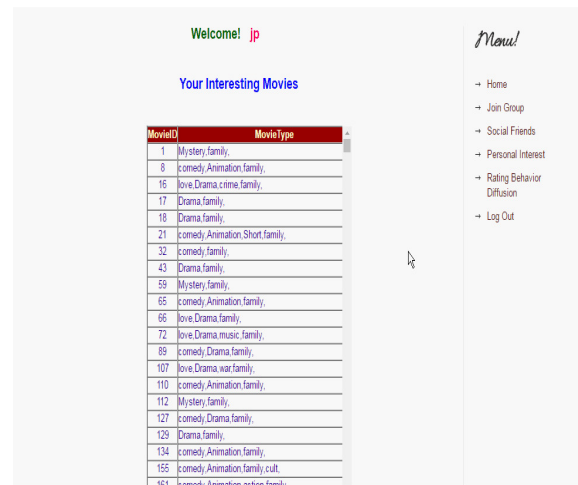 Welcome! jp
Your Interesting Movies
MovieID MovieType
1 Mystery,family,
8 comedy,Animation,family,
16 love,Drama,crime,family,
17 Drama,family,
18 Drama,family,
21 comedy,Animation,Short,family,
32 comedy,family,
43 Drama,family,
59 Mystery,family,
65 comedy,Animation,family,
66 love,Drama,family,
72 love,Drama,music,family,
89 comedy,Drama,family,
107 love,Drama,war,family,
110 comedy,Animation,family,
112 Mystery,family,
127 comedy,Drama,family,
129 Drama,family,
134 comedy,Animation,family,
155 comedy,Animation,family,cult,
161 comedy,Animation,action,family,
Menu!
→ Home
→ Join Group
→ Social Friends
→ Personal Interest
→ Rating Behavior
Diffusion
→ Log Out